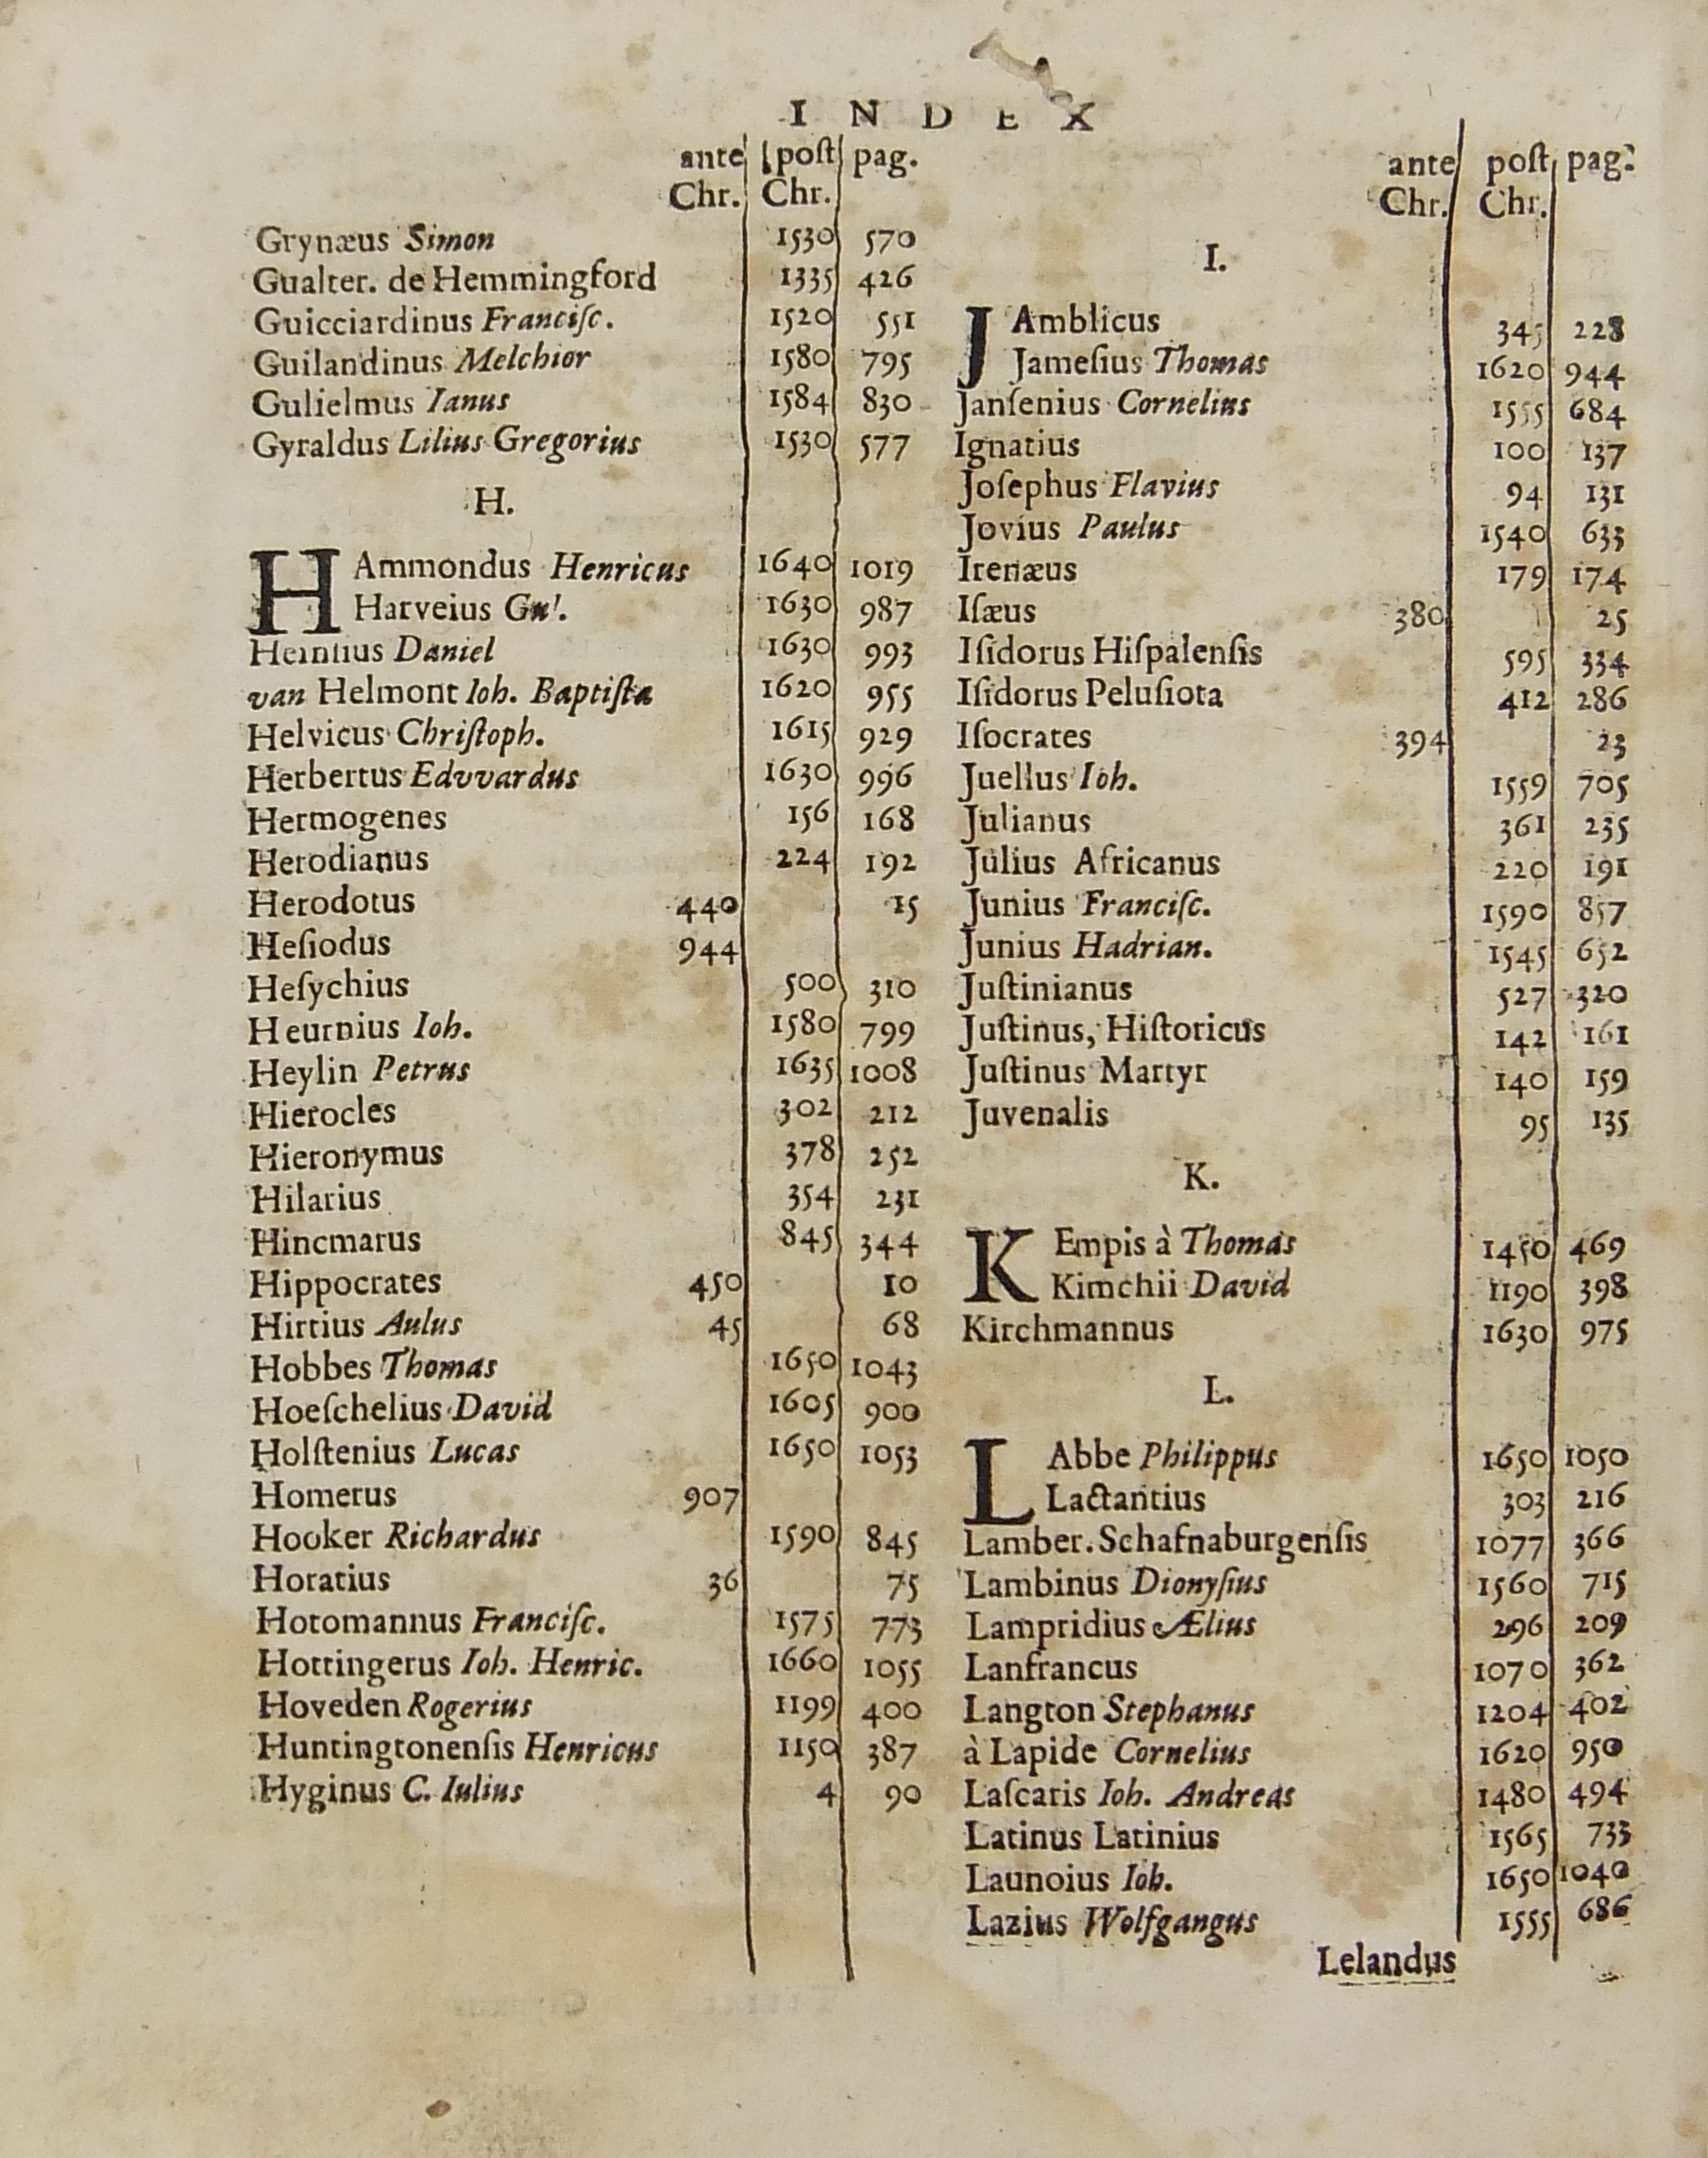 INDEX
ante post pag.
Chr. Chr.
Grynæus Simon 1530 570
Gualter. de Hemmingford 1335 426
Guicciardinus Franciſc. 1520 551
Guilandinus Melchior 1580 795
Gulielmus Ianus 1584 830
Gyraldus Lilius Gregorius 1530 577
H.
HAmmondus Henricus 1640 1019
Harveius Gul. 1630 987
Heinſius Daniel 1630 993
van Helmont Ioh. Baptiſta 1620 955
Helvicus Chriſtoph. 1615 929
Herbertus Edvvardus 1630 996
Hermogenes 156 168
Herodianus 224 192
Herodotus 440 15
Heſiodus 944
Heſychius 500 310
Heurnius Ioh. 1580 799
Heylin Petrus 1635 1008
Hierocles 302 212
Hieronymus 378 252
Hilarius 354 231
Hincmarus 845 344
Hippocrates 450 10
Hirtius Aulus 45 68
Hobbes Thomas 1650 1043
Hoeſchelius David 1605 900
Holſtenius Lucas 1650 1053
Homerus 907
Hooker Richardus 1590 845
Horatius 36 75
Hotomannus Franciſc. 1575 773
Hottingerus Ioh. Henric. 1660 1055
Hoveden Rogerius 1199 400
Huntingtonenſis Henricus 1150 387
Hyginus C. Iulius 4 90
ante poſt pag.
Chr. Chr.
I.
JAmblicus 345 228
Jameſius Thomas 1620 944
Janſenius Cornelius 1555 684
Ignatius 100 137
Joſephus Flavius 94 131
Jovius Paulus 1540 633
Irenæus 179 174
Iſæus 380 25
Iſidorus Hiſpalenſis 595 334
Iſidorus Peluſiota 412 286
Iſocrates 394 23
Juellus Ioh. 1559 705
Julianus 361 235
Julius Africanus 220 191
Junius Franciſc. 1590 857
Junius Hadrian. 1545 652
Juſtinianus 527 320
Juſtinus, Hiſtoricus 142 161
Juſtinus Martyr 140 159
Juvenalis 95 135
K.
KEmpis à Thomas 1450 469
Kimchii David 1190 398
Kirchmannus 1630 975
L.
LAbbe Philippus 1650 1050
Lactantius 303 216
Lamber. Schafnaburgenſis 1077 366
Lambinus Dionyſius 1560 715
Lampridius Ælius 296 209
Lanfrancus 1070 362
Langton Stephanus 1204 402
à Lapide Cornelius 1620 950
Laſcaris Ioh. Andreas 1480 494
Latinus Latinius 1565 733
Launoius Ioh. 1650 1040
Lazius Wolfgangus 1555 686
Lelandus